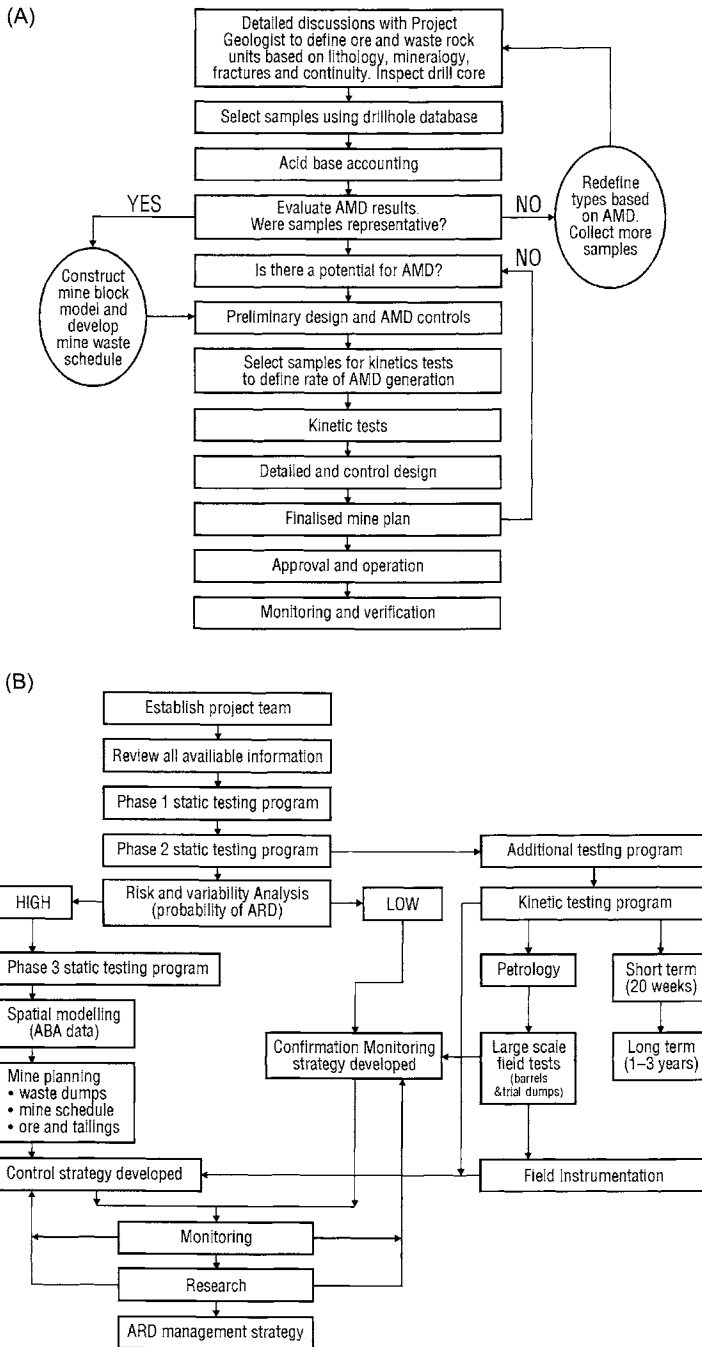 (A)
Detailed discussions with Project
Geologist to define ore and waste rock
units based on lithology, mineralogy,
fractures and continuity. Inspect drill core
Select samples using drillhole database
Acid base accounting
YES
Evaluate AMD results.
Were samples representative?
NO
Redefine
types based
on AMD.
Collect more
samples
Construct
mine block
model and
develop
mine waste
schedule
Is there a potential for AMD?
NO
Preliminary design and AMD controls
Select samples for kinetics tests
to define rate of AMD generation
Kinetic tests
Detailed and control design
Finalised mine plan
Approval and operation
Monitoring and verification
(B)
Establish project team
Review all availiable information
Phase 1 static testing program
Phase 2 static testing program
Additional testing program
HIGH
Risk and variability Analysis
(probability of ARD)
LOW
Kinetic testing program
Phase 3 static testing program
Petrology
Short term
(20 weeks)
Spatial modelling
(ABA data)
Confirmation Monitoring
strategy developed
Large scale
field tests
(barrels
&trial dumps)
Long term
(1–3 years)
Mine planning
• waste dumps
• mine schedule
• ore and tailings
Control strategy developed
Field Instrumentation
Monitoring
Research
ARD management strategy